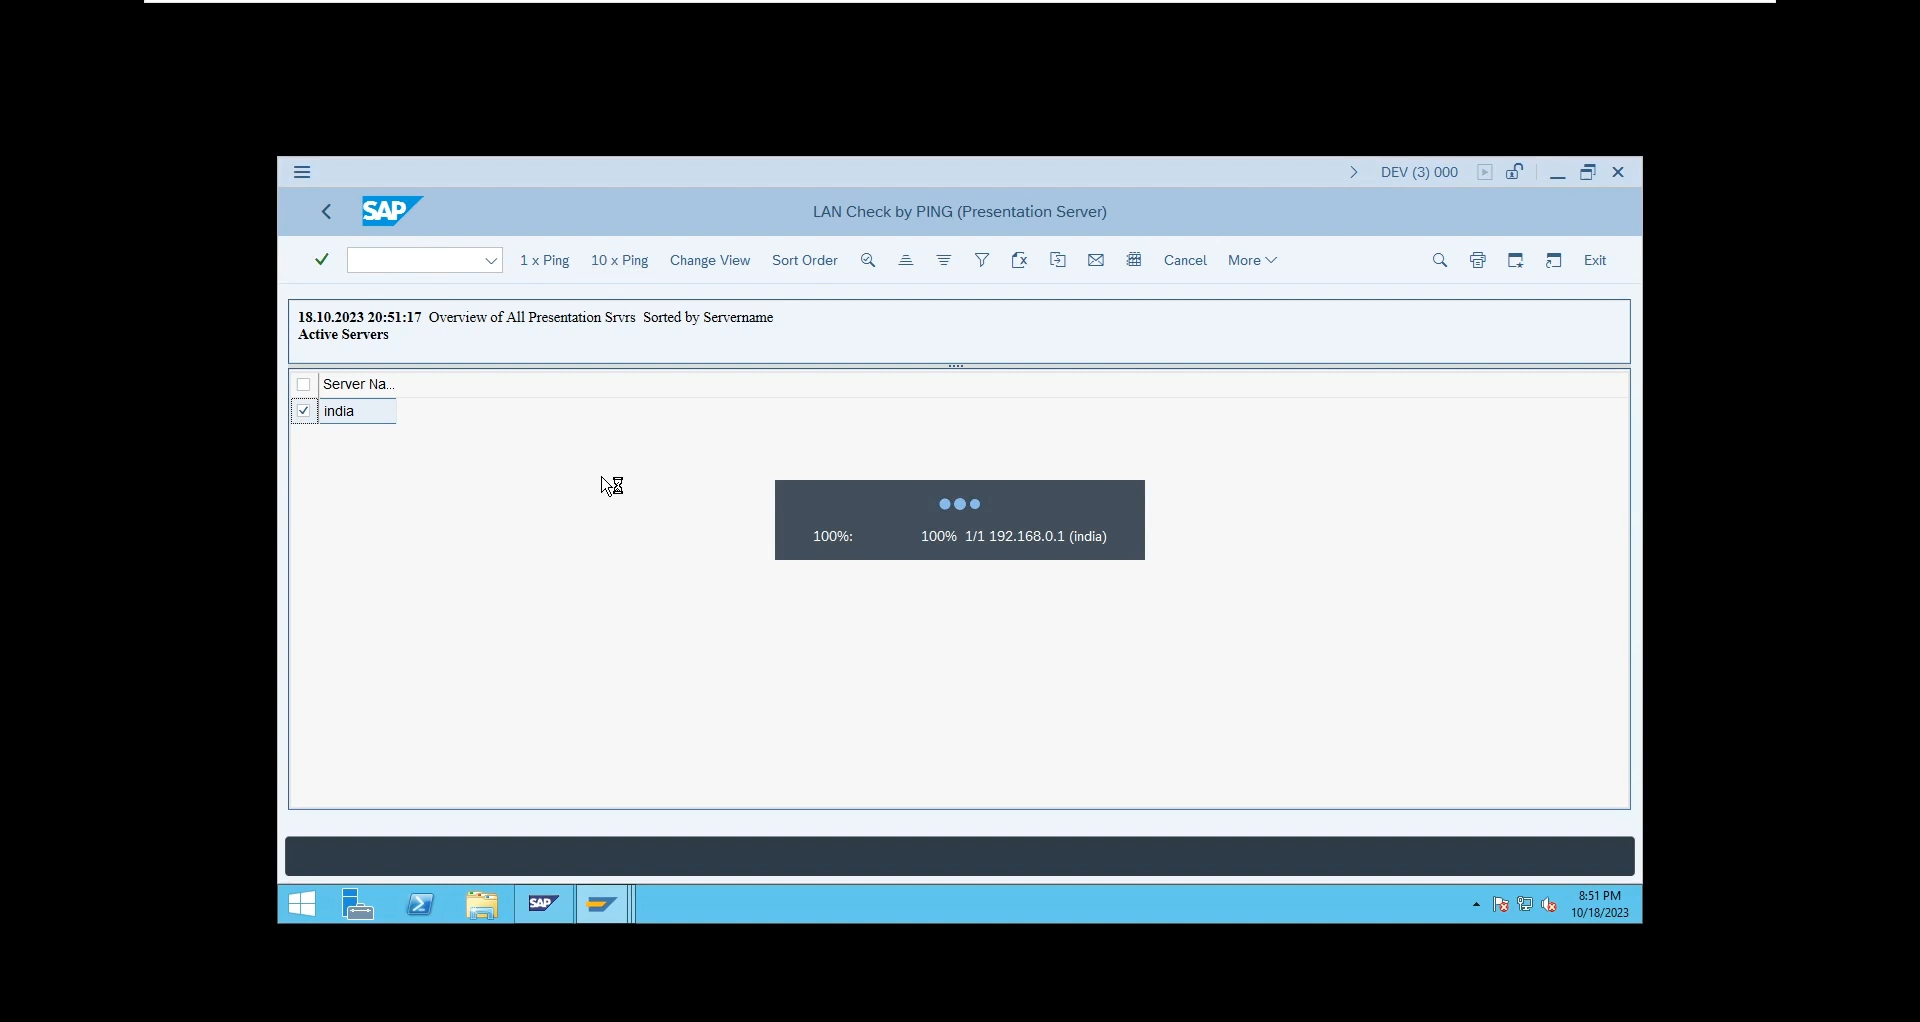 DEV (3) 000
SAP
LAN Check by PING (Presentation Server)
1 x Ping 10 x Ping Change View Sort Order Cancel More Exit
18.10.2023 20:51:17 Overview of All Presentation Srvrs Sorted by Servername
Active Servers
Server Na...
india
100%: 100% 1/1 192.168.0.1 (india)
SAP
8:51 PM
10/18/2023